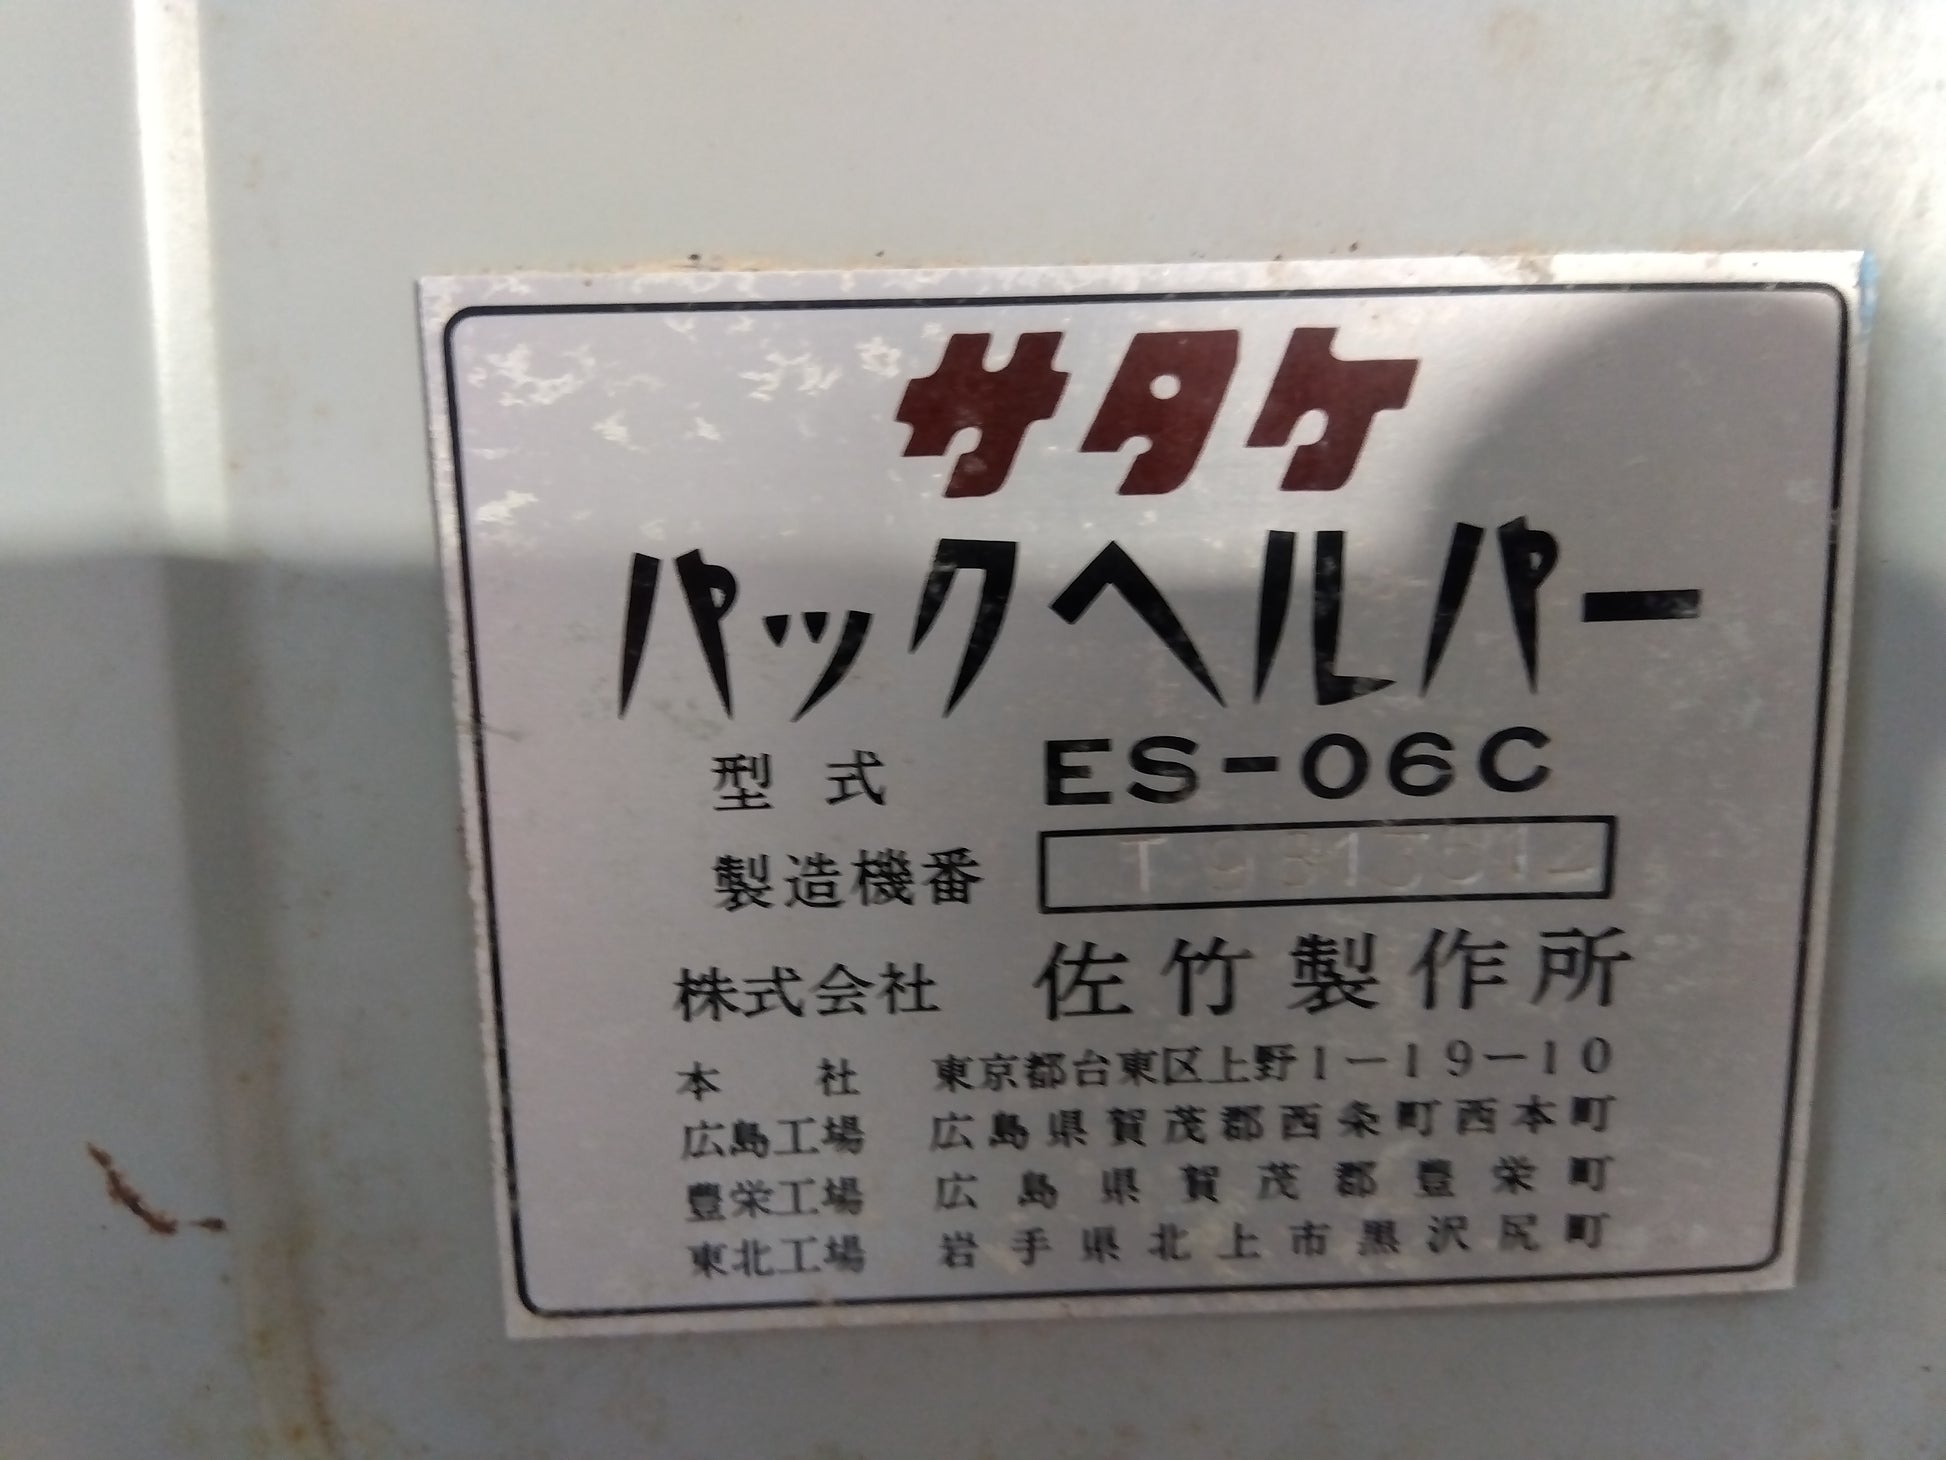 サタケ
パックヘルパー
型式 ES-06C
製造機番
株式会社 佐竹製作所
本社 東京都台東区上野1-19-10
広島工場 広島県賀茂郡西条町西本町
豊栄工場 広島県賀茂郡豊栄町
東北工場 岩手県北上市黒沢尻町